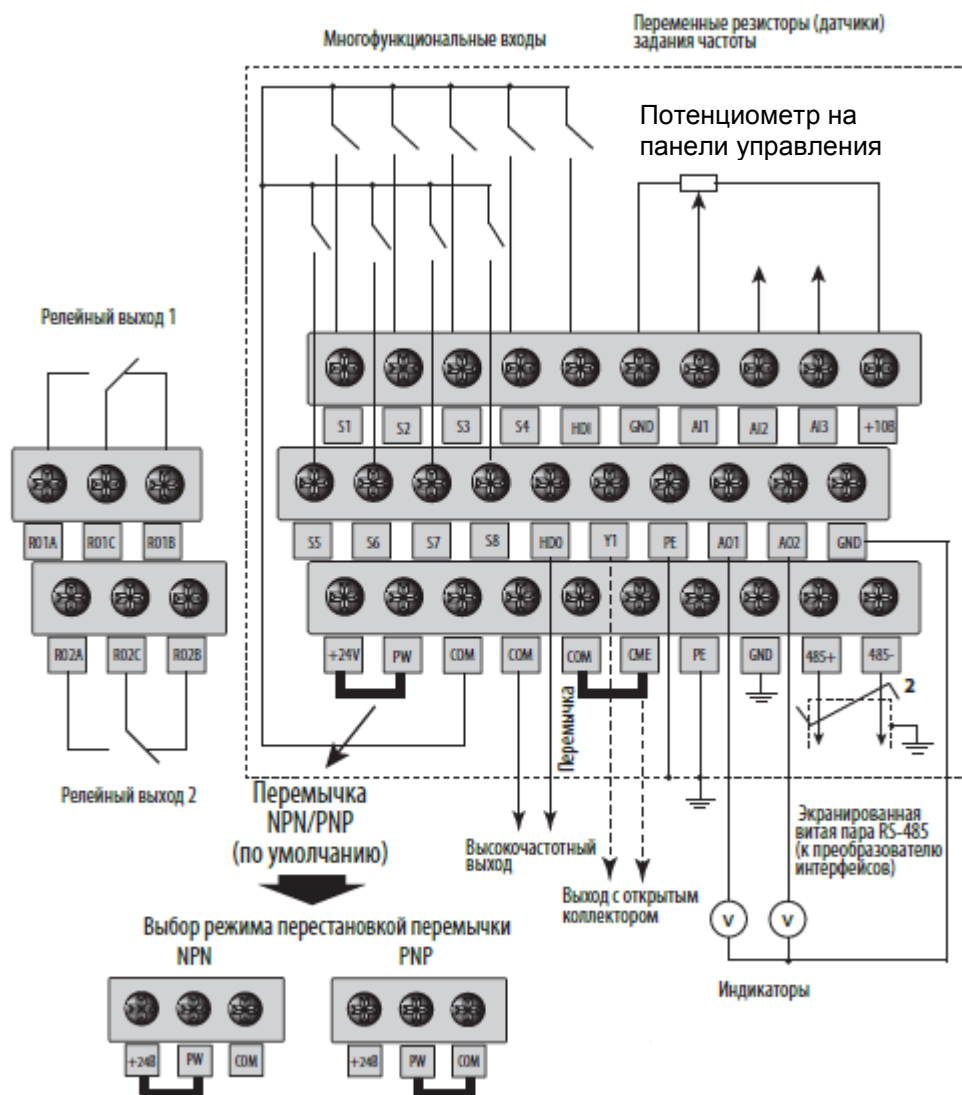 Многофункциональные входы
Переменные резисторы (датчики)
задания частоты
Потенциометр на
панели управления
Релейный выход 1
S1 S2 S3 S4 HDI GND AI1 AI2 AI3 +10В
R01A R01C R01B
S5 S6 S7 S8 HDO Y1 PE AO1 AO2 GND
R02A R02C R02B
+24V PW COM COM COM CME PE GND 485+ 485-
2
Перемычка
Релейный выход 2
Перемычка
NPN/PNP
(по умолчанию)
Высокочастотный
выход
Выход с открытым
коллектором
Экранированная
витая пара RS-485
(к преобразователю
интерфейсов)
V V
Индикаторы
Выбор режима перестановкой перемычки
NPN PNP
+24В PW COM +24В PW COM